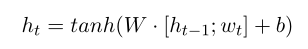 h_t = tanh(W · [h_{t−1}; w_t] + b)